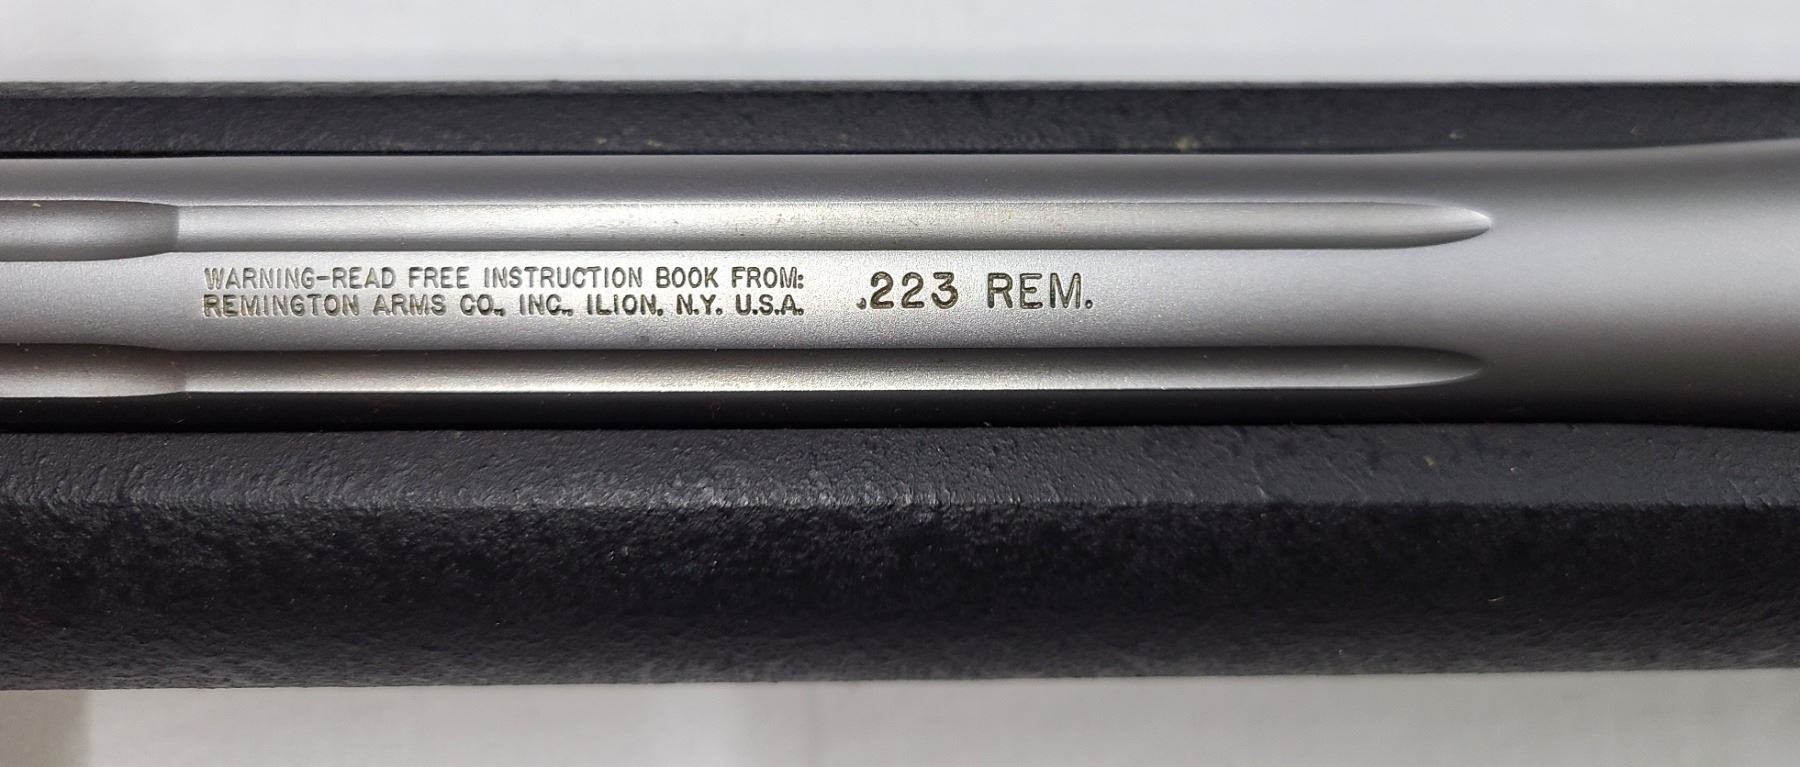 WARNING-READ FREE INSTRUCTION BOOK FROM:
REMINGTON ARMS CO., INC., ILION, N.Y. U.S.A.
.223 REM.